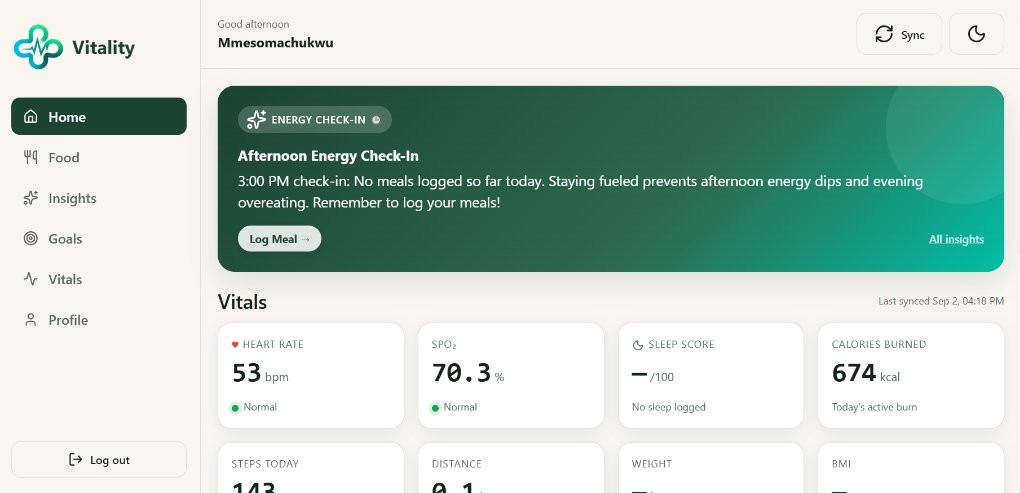 Vitality
Good afternoon
Mmesomachukwu
Sync
Home
Food
Insights
Goals
Vitals
Profile
Log out
ENERGY CHECK-IN
Afternoon Energy Check-In
3:00 PM check-in: No meals logged so far today. Staying fueled prevents afternoon energy dips and evening
overeating. Remember to log your meals!
Log Meal →
All insights
Vitals
Last synced Sep 2, 04:18 PM
HEART RATE
53 bpm
Normal
SPO₂
70.3 %
Normal
SLEEP SCORE
— /100
No sleep logged
CALORIES BURNED
674 kcal
Today's active burn
STEPS TODAY
143
DISTANCE
0.1
WEIGHT
—
BMI
—